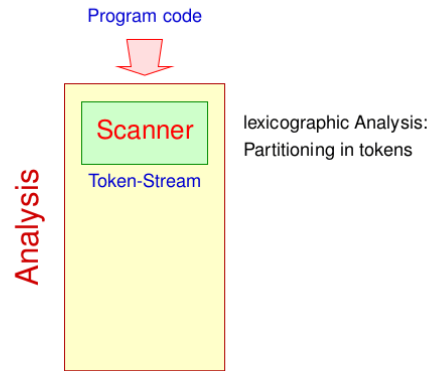 Program code
Scanner
lexicographic Analysis:
Partitioning in tokens
Token-Stream
Analysis